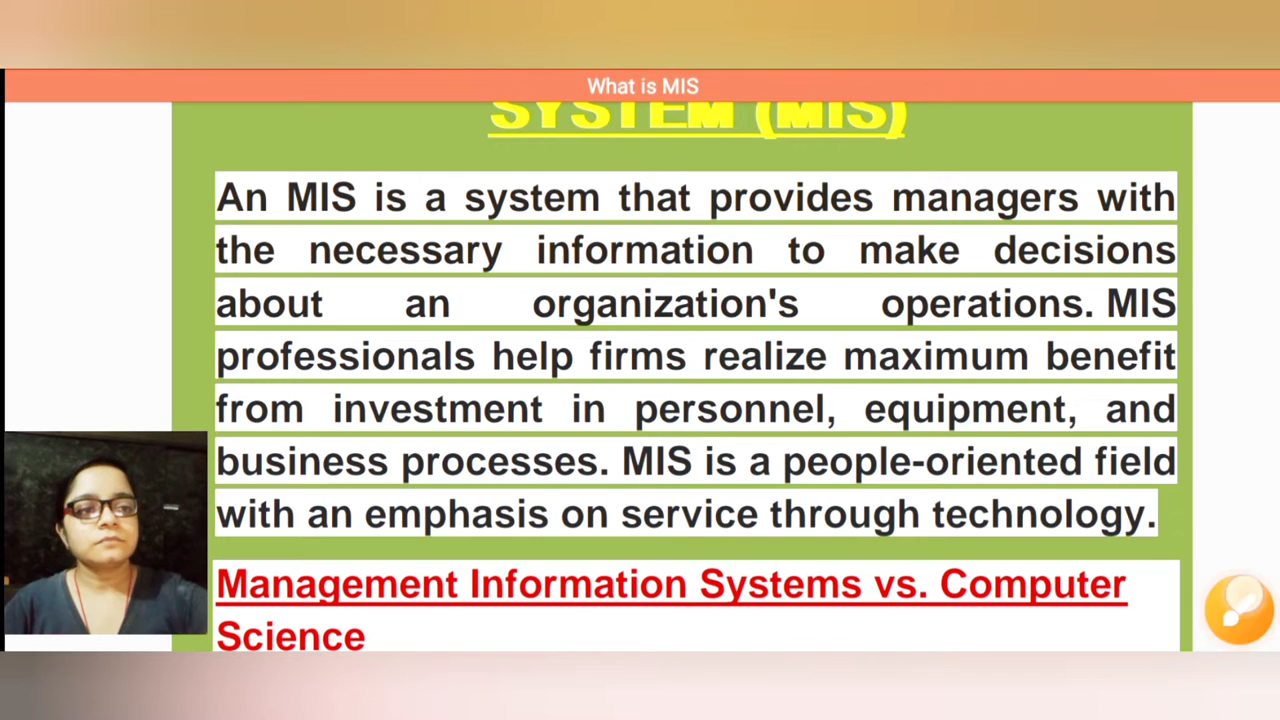 What is MIS
SYSTEM (MIS)
An MIS is a system that provides managers with
the necessary information to make decisions
about an organization's operations. MIS
professionals help firms realize maximum benefit
from investment in personnel, equipment, and
business processes. MIS is a people-oriented field
with an emphasis on service through technology.
Management Information Systems vs. Computer
Science